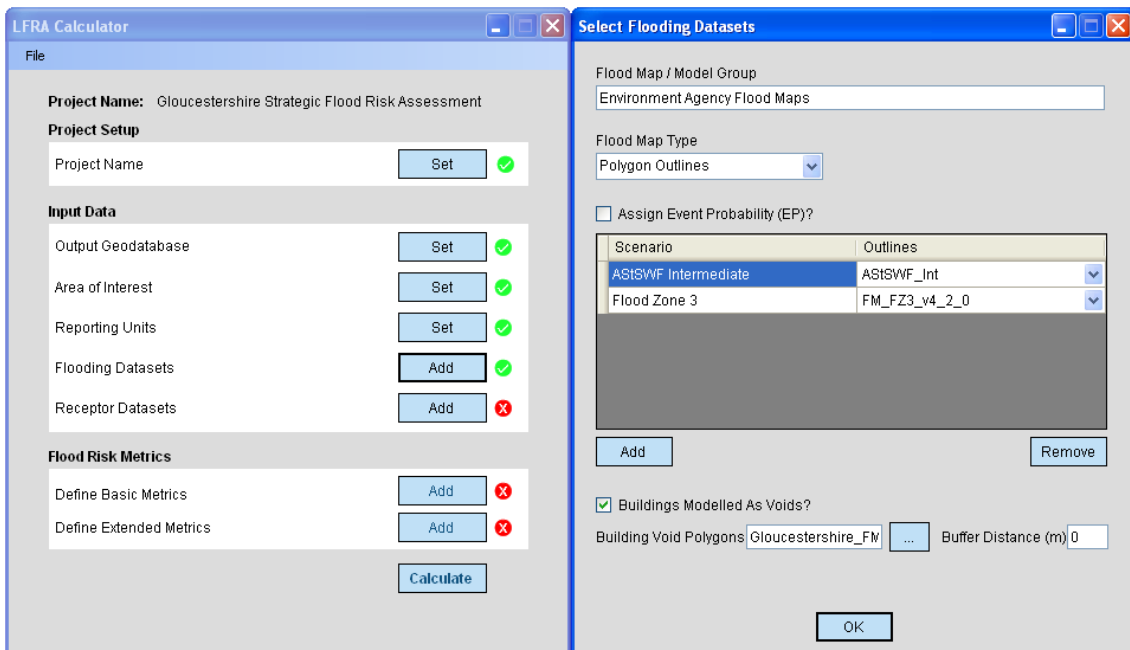 LFRA Calculator
File
Project Name: Gloucestershire Strategic Flood Risk Assessment
Project Setup
Project Name Set
Input Data
Output Geodatabase Set
Area of Interest Set
Reporting Units Set
Flooding Datasets Add
Receptor Datasets Add
Flood Risk Metrics
Define Basic Metrics Add
Define Extended Metrics Add
Calculate
Select Flooding Datasets
Flood Map / Model Group
Environment Agency Flood Maps
Flood Map Type
Polygon Outlines
Assign Event Probability (EP)?
Scenario Outlines
AStSWF Intermediate AStSWF_Int
Flood Zone 3 FM_FZ3_v4_2_0
Add Remove
Buildings Modelled As Voids?
Building Void Polygons Gloucestershire_FM ... Buffer Distance (m) 0
OK